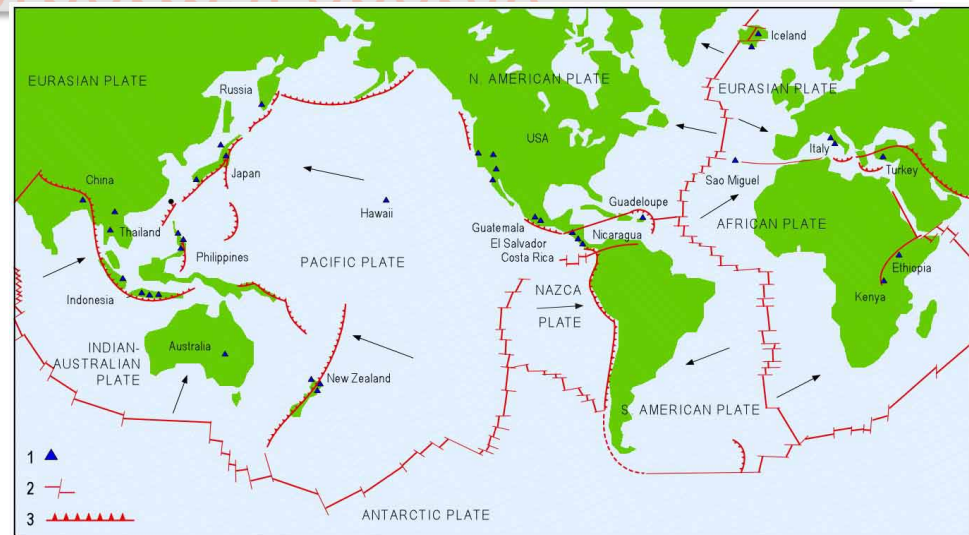 Iceland
EURASIAN PLATE
N. AMERICAN PLATE
EURASIAN PLATE
Russia
USA
Italy
China
Japan
Turkey
Sao Miguel
Hawaii
Guadeloupe
Thailand
Guatemala
Nicaragua
AFRICAN PLATE
El Salvador
Philippines
Costa Rica
PACIFIC PLATE
Ethiopia
Indonesia
NAZCA
PLATE
Kenya
INDIAN-
AUSTRALIAN
PLATE
Australia
New Zealand
S. AMERICAN PLATE
1
2
3
ANTARCTIC PLATE